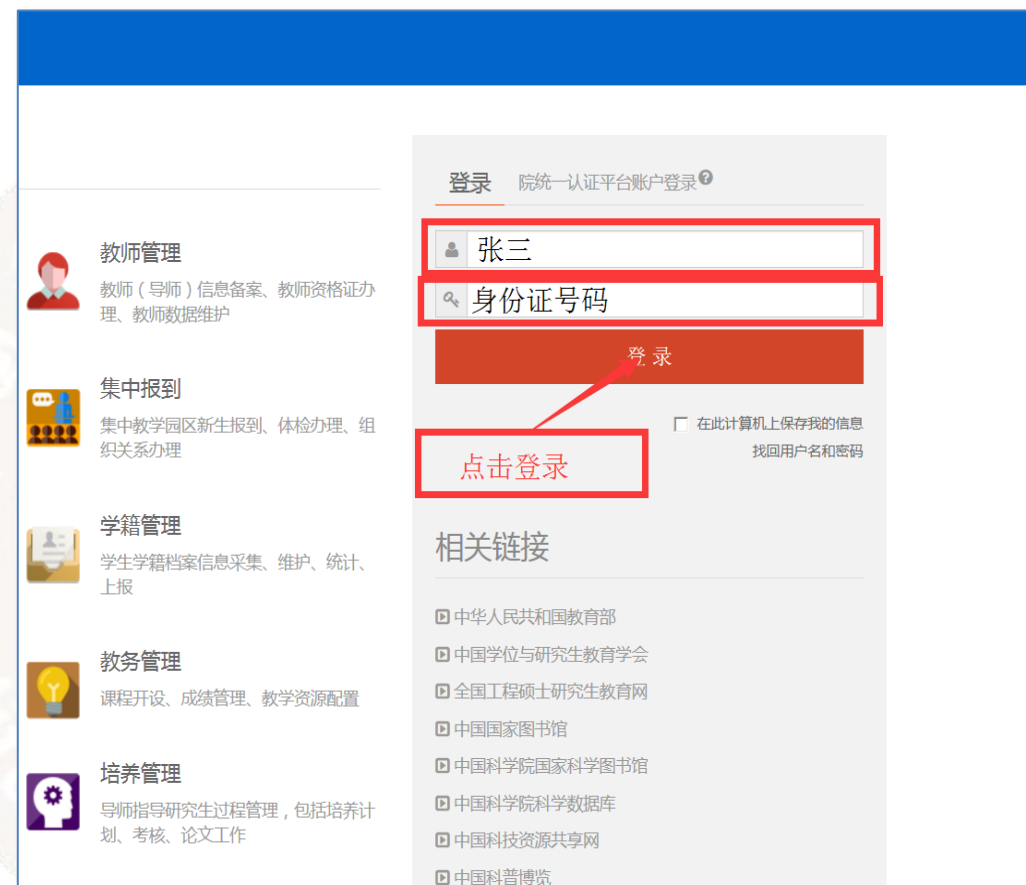 教师管理
教师（导师）信息备案、教师资格证办
理、教师数据维护
集中报到
集中教学园区新生报到、体检办理、组
织关系办理
学籍管理
学生学籍档案信息采集、维护、统计、
上报
教务管理
课程开设、成绩管理、教学资源配置
培养管理
导师指导研究生过程管理，包括培养计
划、考核、论文工作
登录 院统一认证平台账户登录?
张三
身份证号码
登 录
在此计算机上保存我的信息
找回用户名和密码
点击登录
相关链接
中华人民共和国教育部
中国学位与研究生教育学会
全国工程硕士研究生教育网
中国国家图书馆
中国科学院国家科学图书馆
中国科学院科学数据库
中国科技资源共享网
中国科普博览